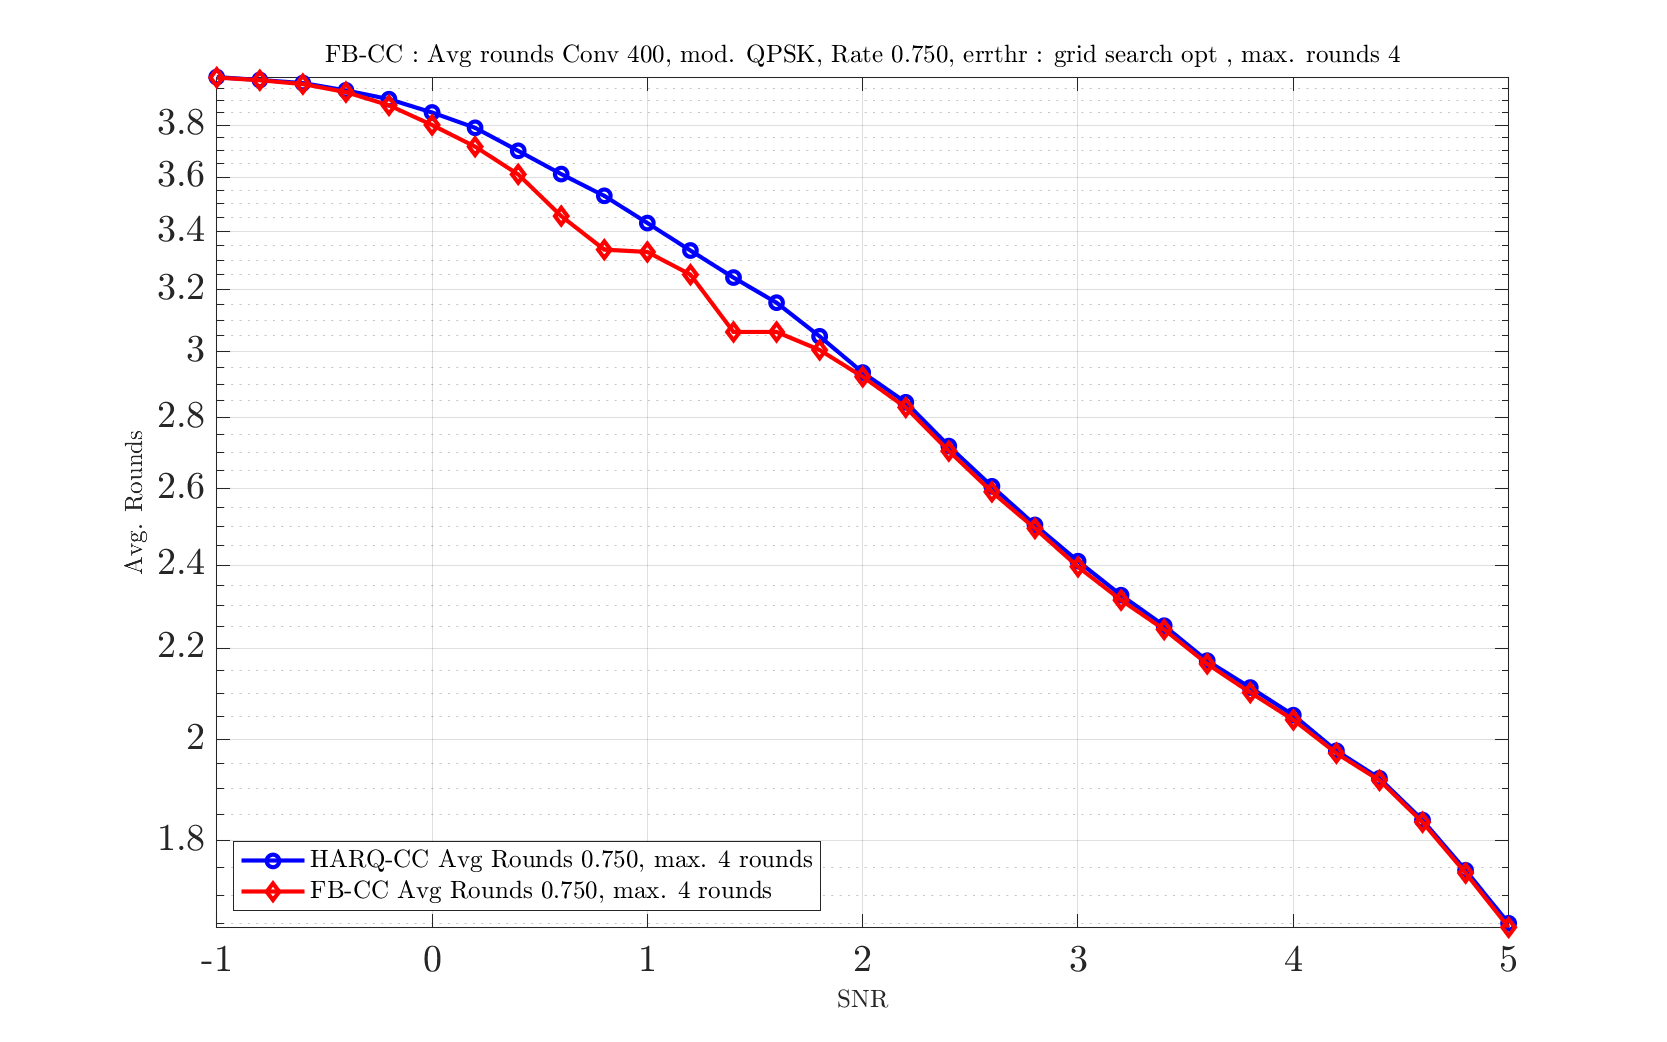 FB-CC : Avg rounds Conv 400, mod. QPSK, Rate 0.750, errthr : grid search opt , max. rounds 4
3.8
3.6
3.4
3.2
3
2.8
2.6
2.4
2.2
2
1.8
Avg. Rounds
HARQ-CC Avg Rounds 0.750, max. 4 rounds
FB-CC Avg Rounds 0.750, max. 4 rounds
-1 0 1 2 3 4 5
SNR